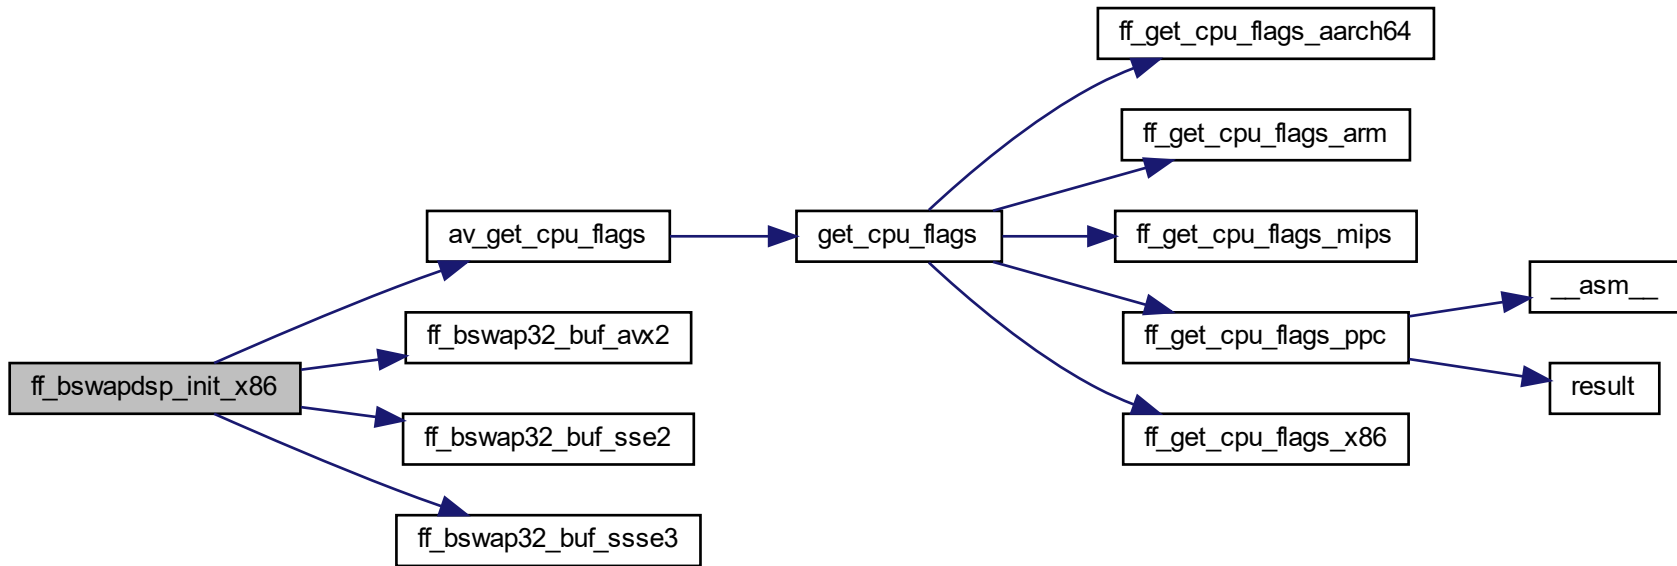 ff_get_cpu_flags_aarch64
ff_get_cpu_flags_arm
av_get_cpu_flags
get_cpu_flags
ff_get_cpu_flags_mips
__asm__
ff_bswap32_buf_avx2
ff_get_cpu_flags_ppc
ff_bswapdsp_init_x86
result
ff_bswap32_buf_sse2
ff_get_cpu_flags_x86
ff_bswap32_buf_ssse3